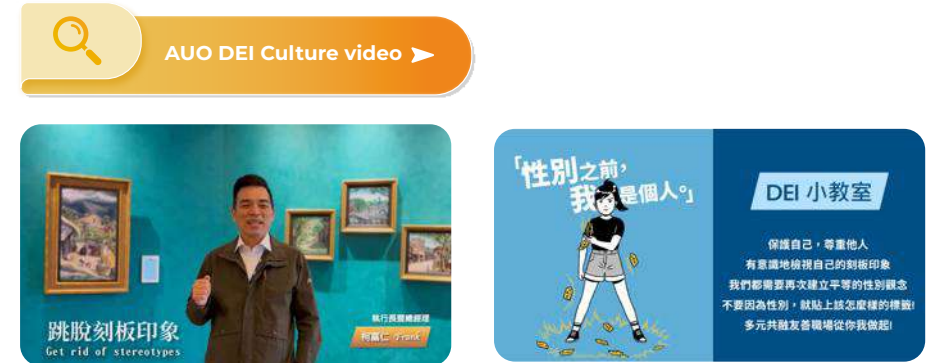 AUO DEI Culture video
跳脫刻板印象
Get rid of stereotypes
執行長暨總經理
柯富仁 Frank
「性別之前，
我是個人。」
DEI 小教室
保護自己，尊重他人
有意識地檢視自己的刻板印象
我們都需要再次建立平等的性別觀念
不要因為性別，就貼上該怎麼樣的標籤!
多元共融友善職場從你我做起!